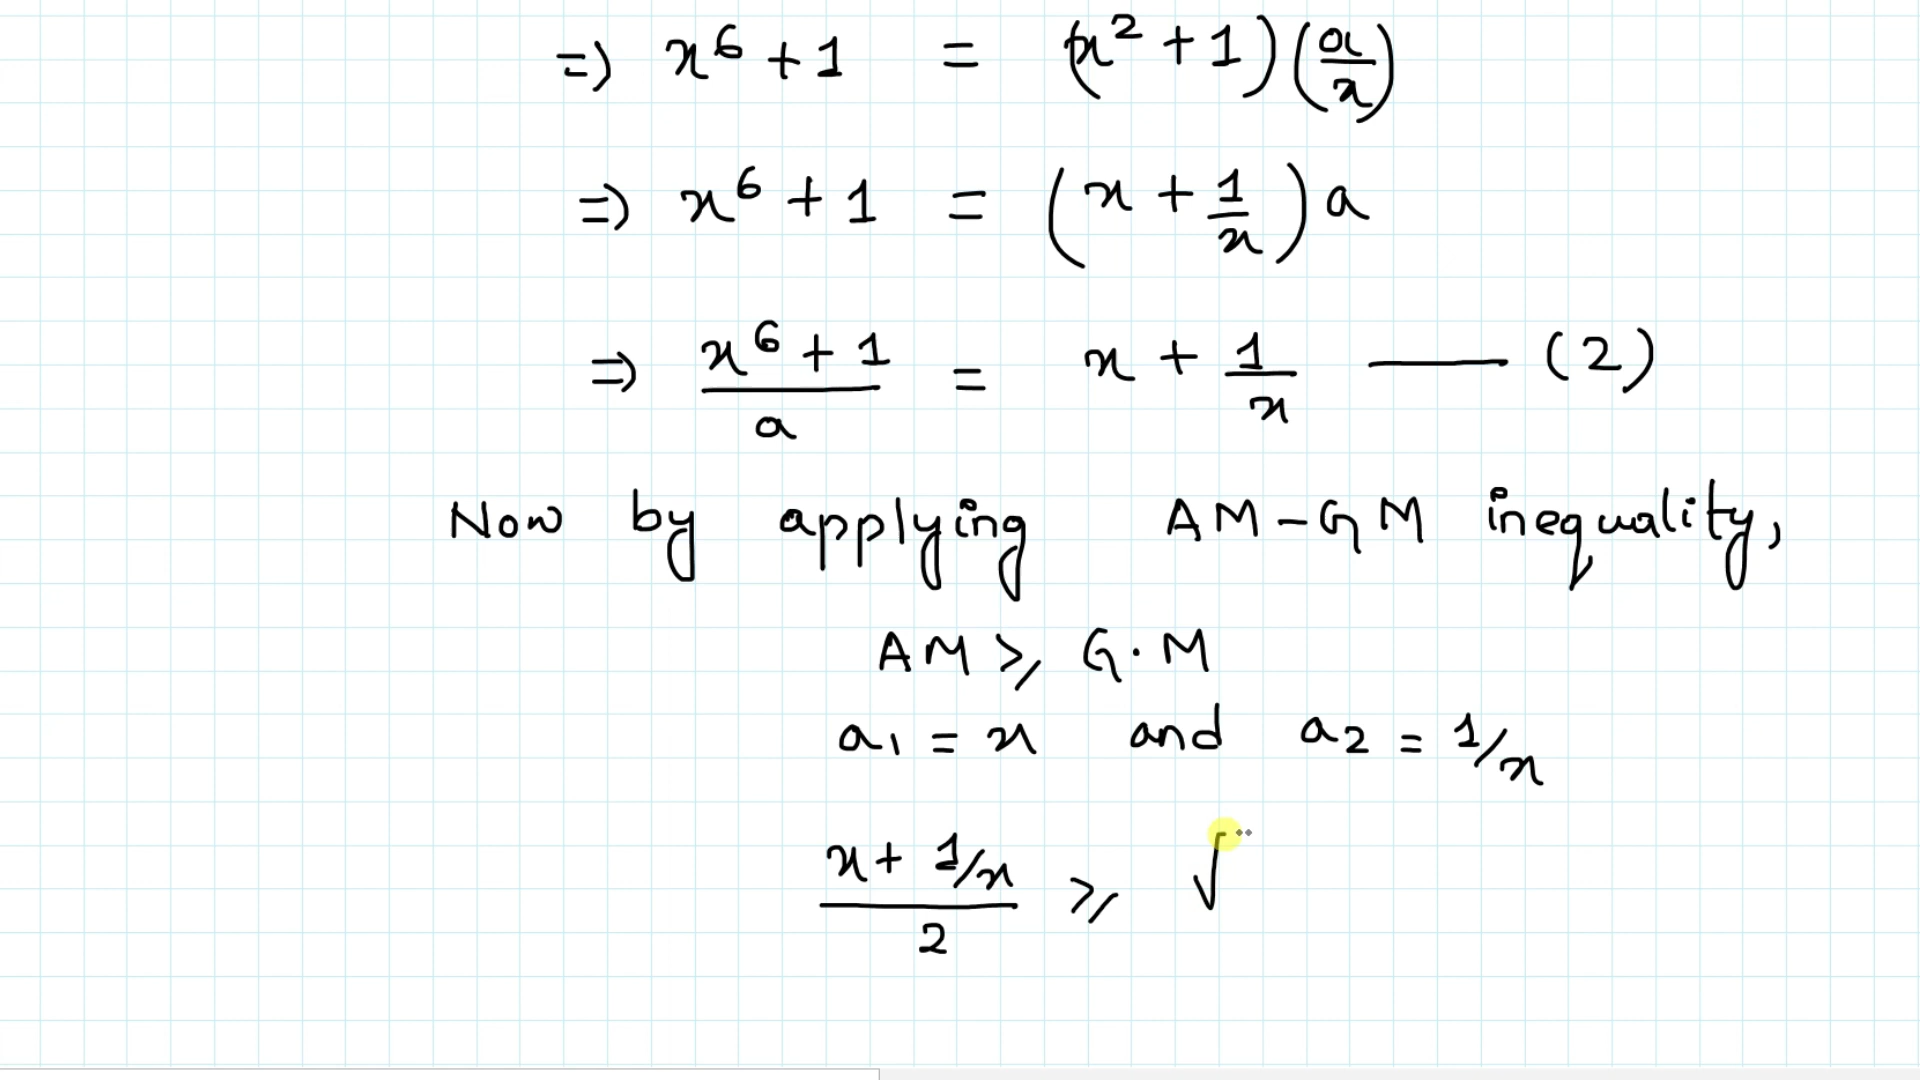 => x⁶ + 1 = (x² + 1)(a/x)
=> x⁶ + 1 = (x + 1/x) a
=> (x⁶ + 1)/a = x + 1/x —— (2)
Now by applying AM-GM inequality,
AM ⩾ G·M
a₁ = x and a₂ = 1/x
(x + 1/x)/2 ⩾ √